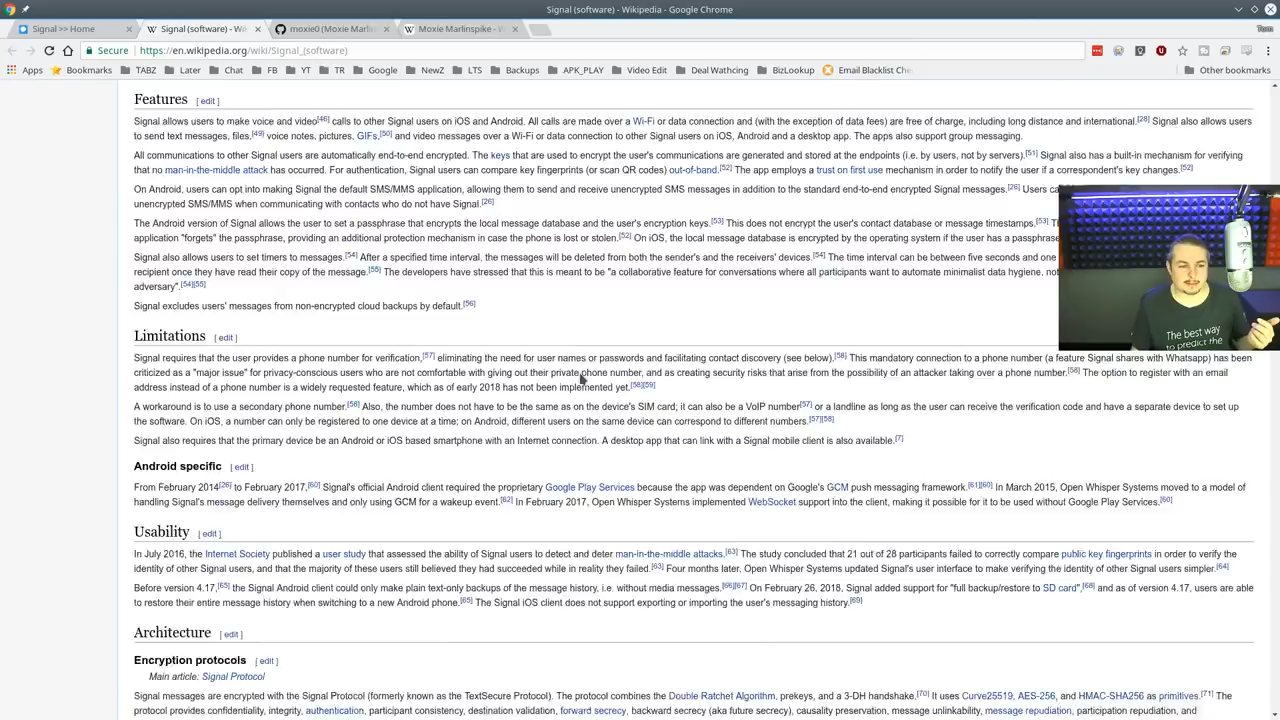 Signal (software) - Wikipedia - Google Chrome
Signal >> Home
Signal (software) - Wi
moxie0 (Moxie Marlin
Moxie Marlinspike - W
Tom
Secure
https://en.wikipedia.org/wiki/Signal_(software)
Apps
Bookmarks
TABZ
Later
Chat
FB
YT
TR
Google
NewZ
LTS
Backups
APK_PLAY
Video Edit
Deal Wathcing
BizLookup
Email Blacklist Che
Other bookmarks
Features [ edit ]
Signal allows users to make voice and video[46] calls to other Signal users on iOS and Android. All calls are made over a Wi-Fi or data connection and (with the exception of data fees) are free of charge, including long distance and international.[28] Signal also allows users
to send text messages, files,[49] voice notes, pictures, GIFs,[50] and video messages over a Wi-Fi or data connection to other Signal users on iOS, Android and a desktop app. The apps also support group messaging.
All communications to other Signal users are automatically end-to-end encrypted. The keys that are used to encrypt the user's communications are generated and stored at the endpoints (i.e. by users, not by servers).[51] Signal also has a built-in mechanism for verifying
that no man-in-the-middle attack has occurred. For authentication, Signal users can compare key fingerprints (or scan QR codes) out-of-band.[52] The app employs a trust on first use mechanism in order to notify the user if a correspondent's key changes.[52]
On Android, users can opt into making Signal the default SMS/MMS application, allowing them to send and receive unencrypted SMS messages in addition to the standard end-to-end encrypted Signal messages.[26] Users c
unencrypted SMS/MMS when communicating with contacts who do not have Signal.[26]
The Android version of Signal allows the user to set a passphrase that encrypts the local message database and the user's encryption keys.[53] This does not encrypt the user's contact database or message timestamps.[53] T
application "forgets" the passphrase, providing an additional protection mechanism in case the phone is lost or stolen.[52] On iOS, the local message database is encrypted by the operating system if the user has a passphras
Signal also allows users to set timers to messages.[54] After a specified time interval, the messages will be deleted from both the sender's and the receivers' devices.[54] The time interval can be between five seconds and one
recipient once they have read their copy of the message.[55] The developers have stressed that this is meant to be "a collaborative feature for conversations where all participants want to automate minimalist data hygiene, not
adversary".[54][55]
Signal excludes users' messages from non-encrypted cloud backups by default.[56]
The best way
to predict the
Limitations [ edit ]
Signal requires that the user provides a phone number for verification,[57] eliminating the need for user names or passwords and facilitating contact discovery (see below).[58] This mandatory connection to a phone number (a feature Signal shares with Whatsapp) has been
criticized as a "major issue" for privacy-conscious users who are not comfortable with giving out their private phone number, and as creating security risks that arise from the possibility of an attacker taking over a phone number.[58] The option to register with an email
address instead of a phone number is a widely requested feature, which as of early 2018 has not been implemented yet.[58][59]
A workaround is to use a secondary phone number.[58] Also, the number does not have to be the same as on the device's SIM card; it can also be a VoIP number[57] or a landline as long as the user can receive the verification code and have a separate device to set up
the software. On iOS, a number can only be registered to one device at a time; on Android, different users on the same device can correspond to different numbers.[57][58]
Signal also requires that the primary device be an Android or iOS based smartphone with an Internet connection. A desktop app that can link with a Signal mobile client is also available.[7]
Android specific [ edit ]
From February 2014[26] to February 2017,[60] Signal's official Android client required the proprietary Google Play Services because the app was dependent on Google's GCM push messaging framework.[61][60] In March 2015, Open Whisper Systems moved to a model of
handling Signal's message delivery themselves and only using GCM for a wakeup event.[62] In February 2017, Open Whisper Systems implemented WebSocket support into the client, making it possible for it to be used without Google Play Services.[60]
Usability [ edit ]
In July 2016, the Internet Society published a user study that assessed the ability of Signal users to detect and deter man-in-the-middle attacks.[63] The study concluded that 21 out of 28 participants failed to correctly compare public key fingerprints in order to verify the
identity of other Signal users, and that the majority of these users still believed they had succeeded while in reality they failed.[63] Four months later, Open Whisper Systems updated Signal's user interface to make verifying the identity of other Signal users simpler.[64]
Before version 4.17,[65] the Signal Android client could only make plain text-only backups of the message history, i.e. without media messages.[66][67] On February 26, 2018, Signal added support for "full backup/restore to SD card",[68] and as of version 4.17, users are able
to restore their entire message history when switching to a new Android phone.[65] The Signal iOS client does not support exporting or importing the user's messaging history.[69]
Architecture [ edit ]
Encryption protocols [ edit ]
Main article: Signal Protocol
Signal messages are encrypted with the Signal Protocol (formerly known as the TextSecure Protocol). The protocol combines the Double Ratchet Algorithm, prekeys, and a 3-DH handshake.[70] It uses Curve25519, AES-256, and HMAC-SHA256 as primitives.[71] The
protocol provides confidentiality, integrity, authentication, participant consistency, destination validation, forward secrecy, backward secrecy (aka future secrecy), causality preservation, message unlinkability, message repudiation, participation repudiation, and